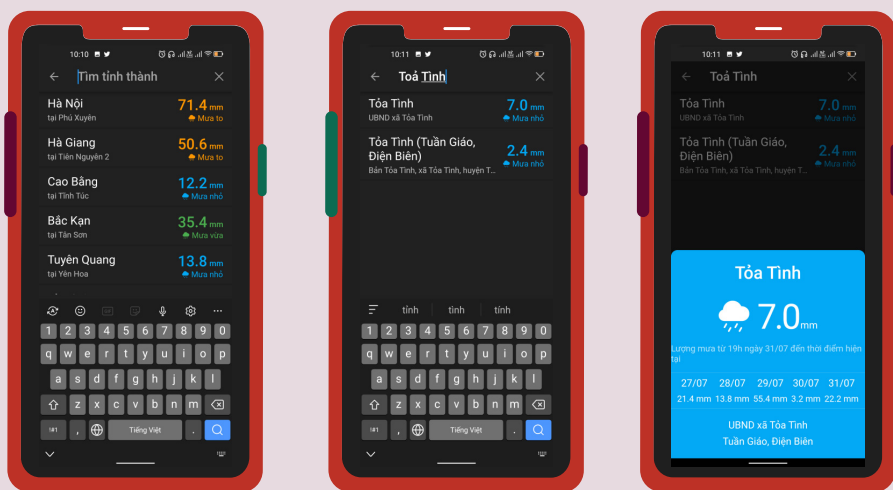 10:10
Tìm tỉnh thành
Hà Nội
71.4 mm
tại Phú Xuyên
Mưa to
Hà Giang
50.6 mm
tại Tiên Nguyên 2
Mưa to
Cao Bằng
12.2 mm
tại Tĩnh Túc
Mưa nhỏ
Bắc Kạn
35.4 mm
tại Tân Sơn
Mưa vừa
Tuyên Quang
13.8 mm
tại Yên Hoa
Mưa nhỏ
GIF
1 2 3 4 5 6 7 8 9 0
q w e r t y u i o p
a s d f g h j k l
z x c v b n m
!#1 , Tiếng Việt .
10:11
Toả Tình
Tỏa Tình
7.0 mm
UBND xã Tỏa Tình
Mưa nhỏ
Tỏa Tình (Tuần Giáo,
Điện Biên)
2.4 mm
Mưa nhỏ
Bản Tỏa Tình, xã Tỏa Tình, huyện T...
tỉnh tình tính
1 2 3 4 5 6 7 8 9 0
q w e r t y u i o p
a s d f g h j k l
z x c v b n m
!#1 , Tiếng Việt .
10:11
Toả Tình
Tỏa Tình
7.0 mm
UBND xã Tỏa Tình
Mưa nhỏ
Tỏa Tình (Tuần Giáo,
Điện Biên)
2.4 mm
Mưa nhỏ
Bản Tỏa Tình, xã Tỏa Tình, huyện T...
Tỏa Tình
7.0 mm
Lượng mưa từ 19h ngày 31/07 đến thời điểm hiện
tại
27/07 28/07 29/07 30/07 31/07
21.4 mm 13.8 mm 55.4 mm 3.2 mm 22.2 mm
UBND xã Tỏa Tình
Tuần Giáo, Điện Biên